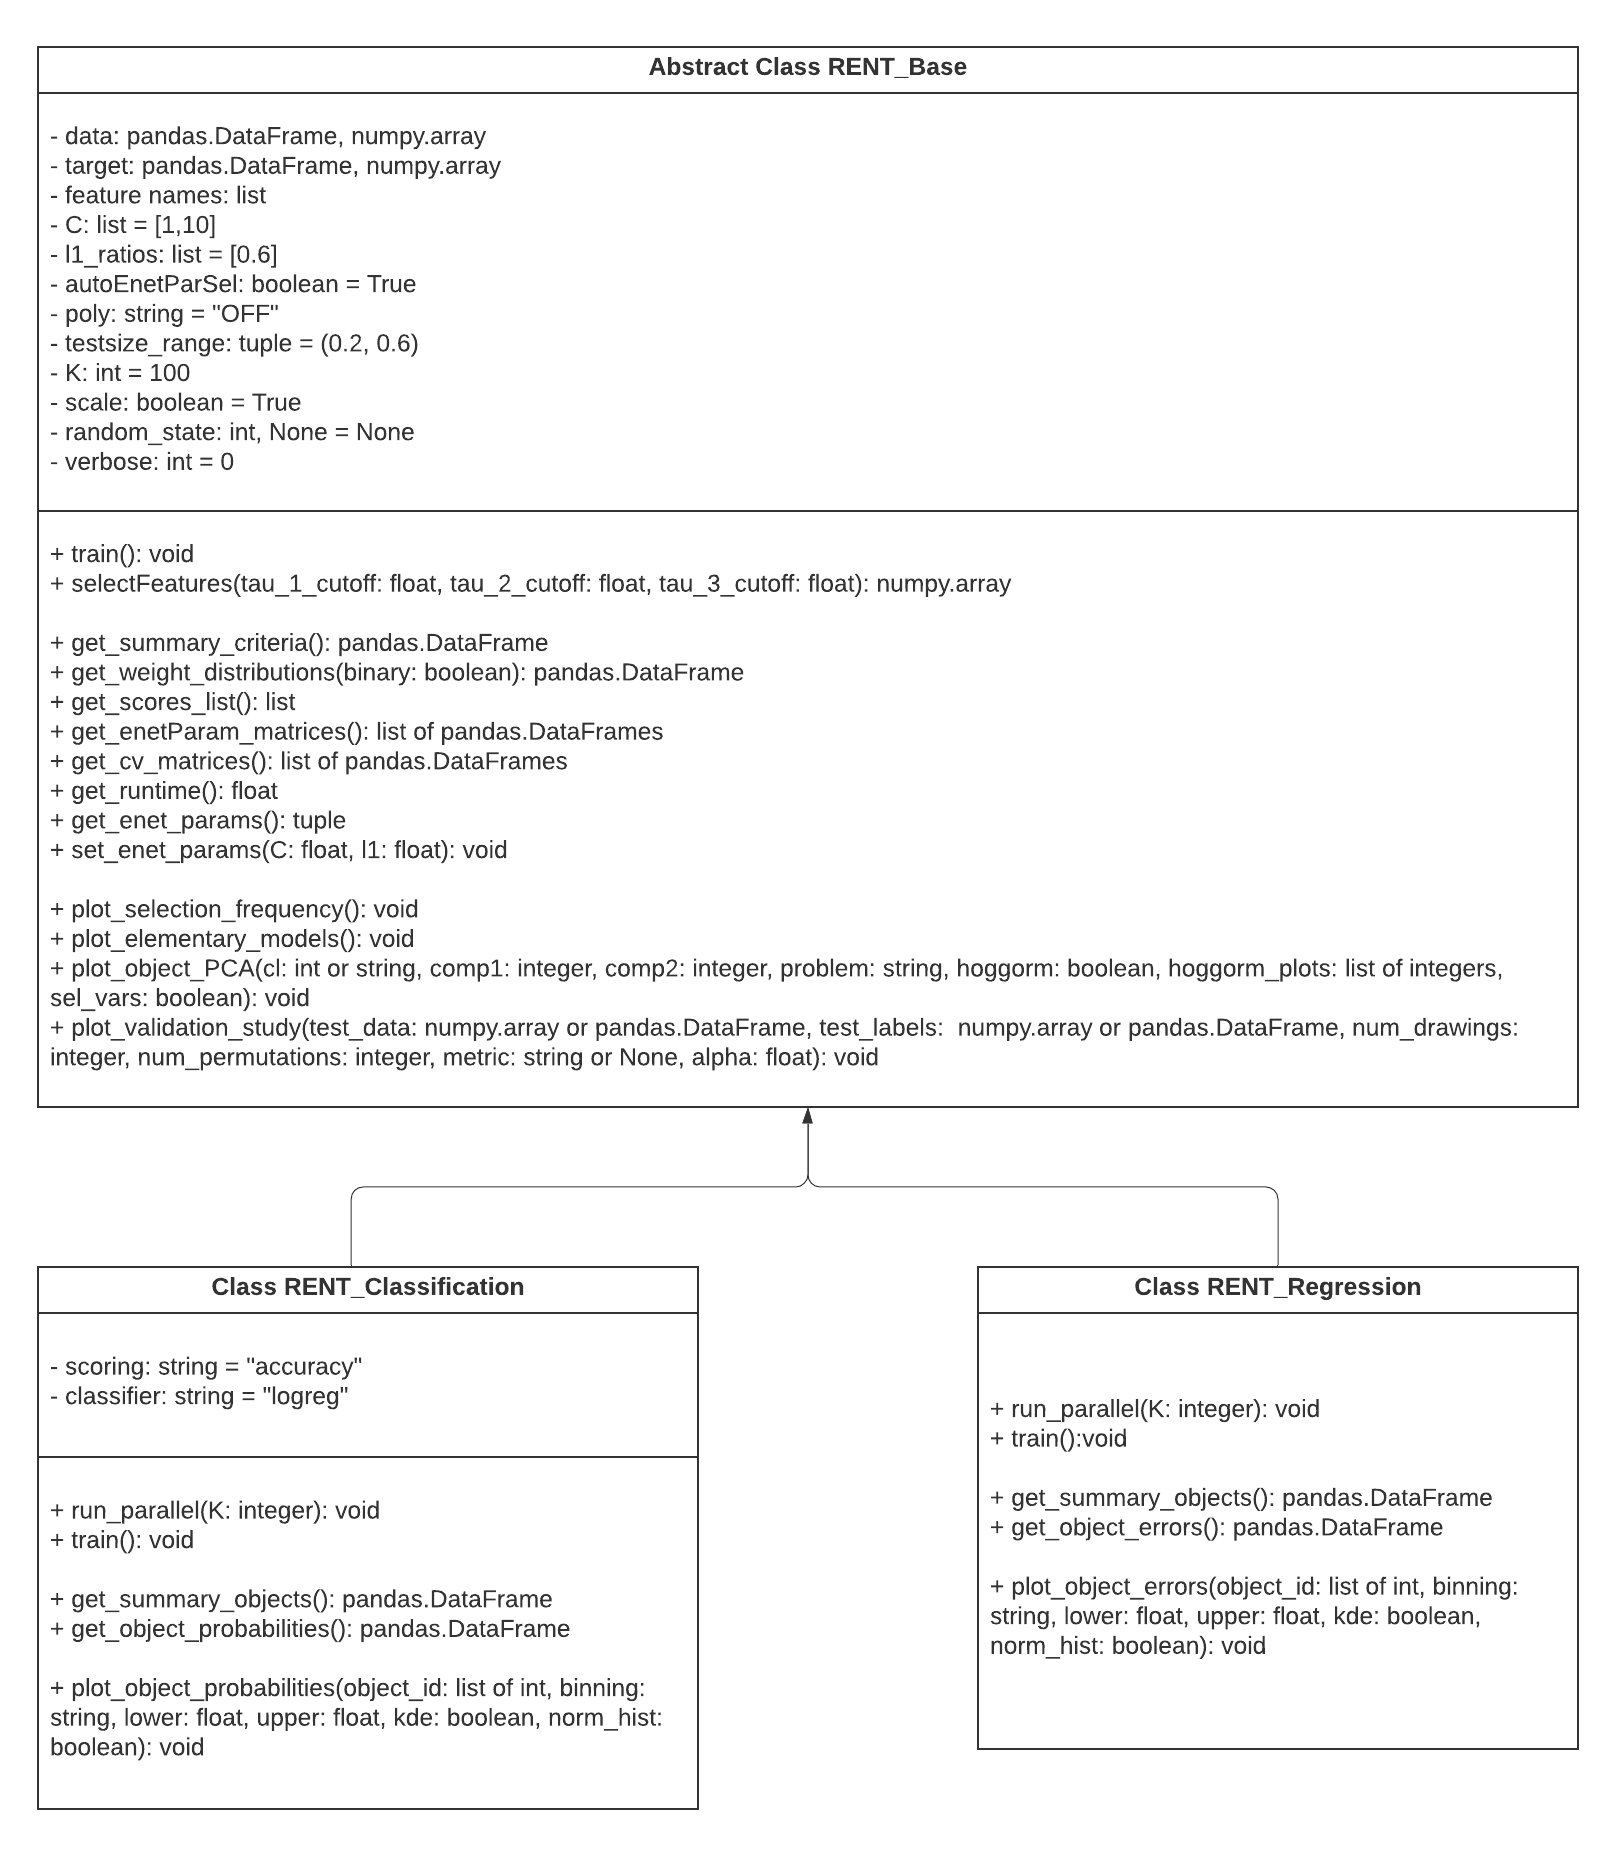 Abstract Class RENT_Base
- data: pandas.DataFrame, numpy.array
- target: pandas.DataFrame, numpy.array
- feature names: list
- C: list = [1,10]
- l1_ratios: list = [0.6]
- autoEnetParSel: boolean = True
- poly: string = "OFF"
- testsize_range: tuple = (0.2, 0.6)
- K: int = 100
- scale: boolean = True
- random_state: int, None = None
- verbose: int = 0
+ train(): void
+ selectFeatures(tau_1_cutoff: float, tau_2_cutoff: float, tau_3_cutoff: float): numpy.array
+ get_summary_criteria(): pandas.DataFrame
+ get_weight_distributions(binary: boolean): pandas.DataFrame
+ get_scores_list(): list
+ get_enetParam_matrices(): list of pandas.DataFrames
+ get_cv_matrices(): list of pandas.DataFrames
+ get_runtime(): float
+ get_enet_params(): tuple
+ set_enet_params(C: float, l1: float): void
+ plot_selection_frequency(): void
+ plot_elementary_models(): void
+ plot_object_PCA(cl: int or string, comp1: integer, comp2: integer, problem: string, hoggorm: boolean, hoggorm_plots: list of integers,
sel_vars: boolean): void
+ plot_validation_study(test_data: numpy.array or pandas.DataFrame, test_labels:  numpy.array or pandas.DataFrame, num_drawings:
integer, num_permutations: integer, metric: string or None, alpha: float): void
Class RENT_Classification
- scoring: string = "accuracy"
- classifier: string = "logreg"
+ run_parallel(K: integer): void
+ train(): void
+ get_summary_objects(): pandas.DataFrame
+ get_object_probabilities(): pandas.DataFrame
+ plot_object_probabilities(object_id: list of int, binning:
string, lower: float, upper: float, kde: boolean, norm_hist:
boolean): void
Class RENT_Regression
+ run_parallel(K: integer): void
+ train():void
+ get_summary_objects(): pandas.DataFrame
+ get_object_errors(): pandas.DataFrame
+ plot_object_errors(object_id: list of int, binning:
string, lower: float, upper: float, kde: boolean,
norm_hist: boolean): void